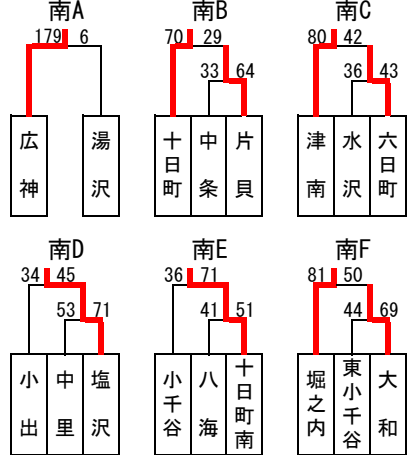 南A 南B 南C
179 6 70 29 80 42
33 64 36 43
広神 湯沢 十日町 中条 片貝 津南 水沢 六日町
南D 南E 南F
34 45 36 71 81 50
53 71 41 51 44 69
小出 中里 塩沢 小千谷 八海 十日町南 堀之内 東小千谷 大和